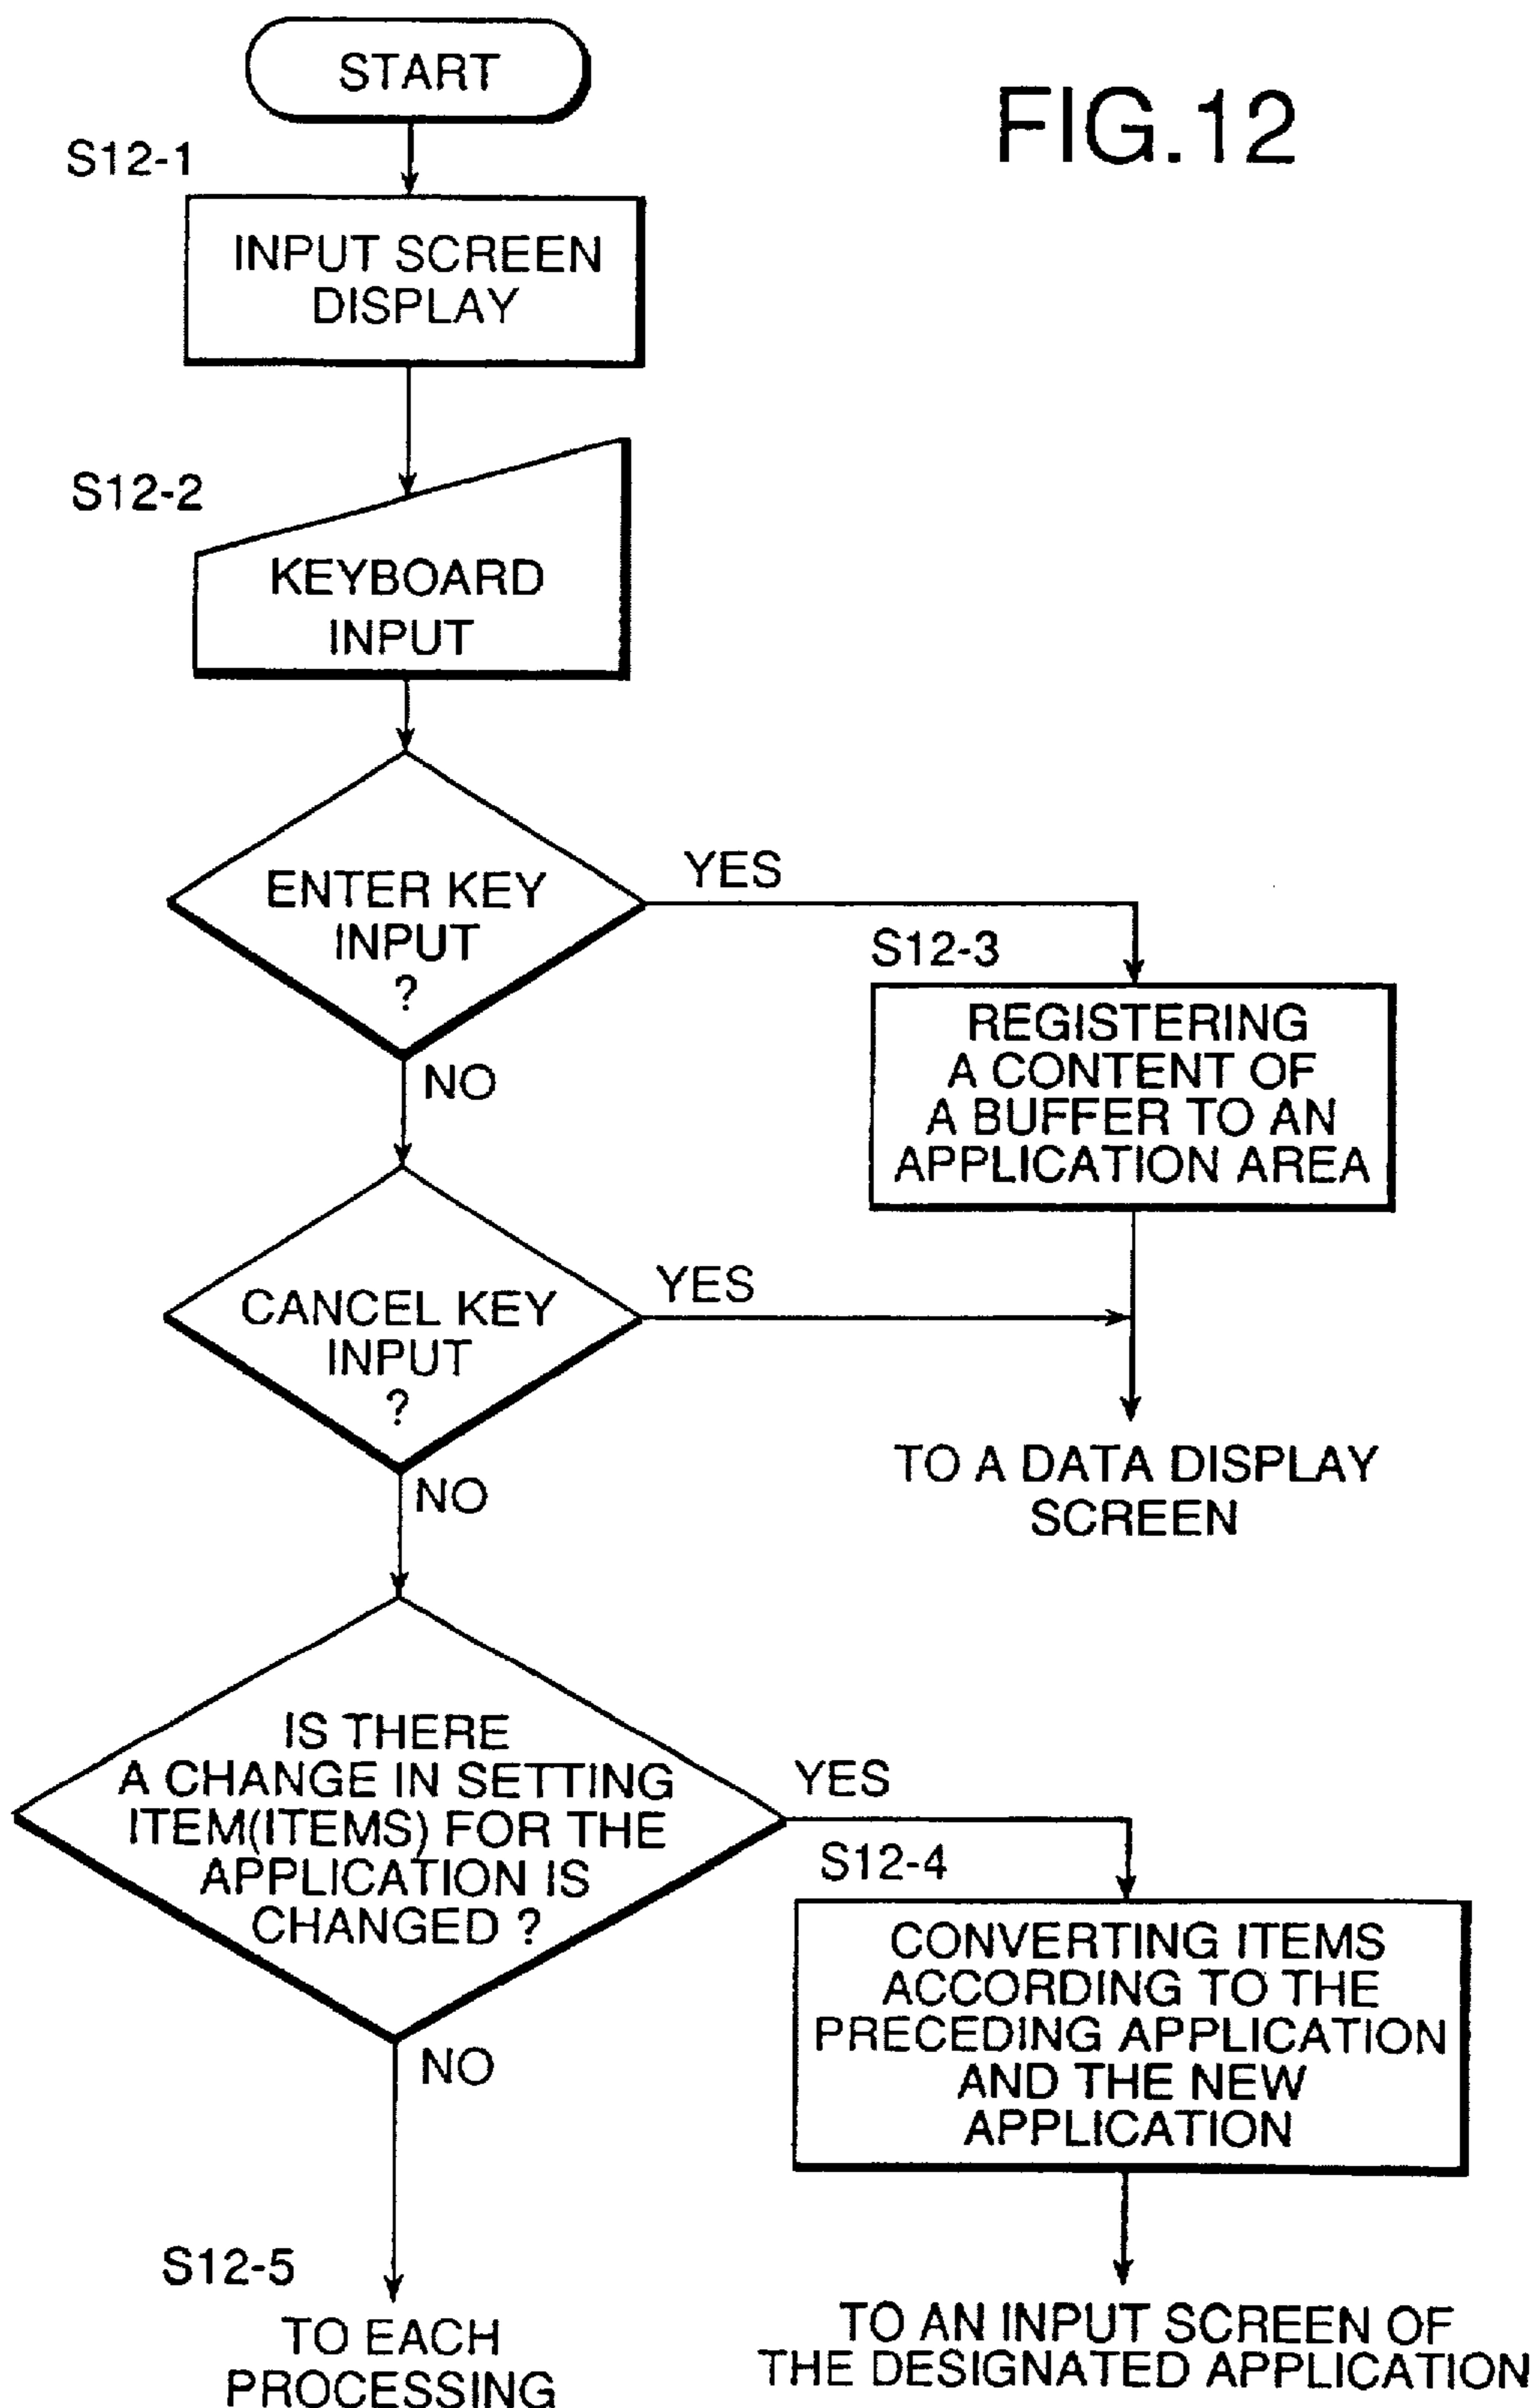 START
FIG.12
S12-1
INPUT SCREEN
DISPLAY
S12-2
KEYBOARD
INPUT
ENTER KEY
INPUT
?
YES
NO
S12-3
REGISTERING
A CONTENT OF
A BUFFER TO AN
APPLICATION AREA
CANCEL KEY
INPUT
?
YES
NO
TO A DATA DISPLAY
SCREEN
IS THERE
A CHANGE IN SETTING
ITEM(ITEMS) FOR THE
APPLICATION IS
CHANGED ?
YES
NO
S12-4
CONVERTING ITEMS
ACCORDING TO THE
PRECEDING APPLICATION
AND THE NEW
APPLICATION
S12-5
TO EACH
PROCESSING
TO AN INPUT SCREEN OF
THE DESIGNATED APPLICATION